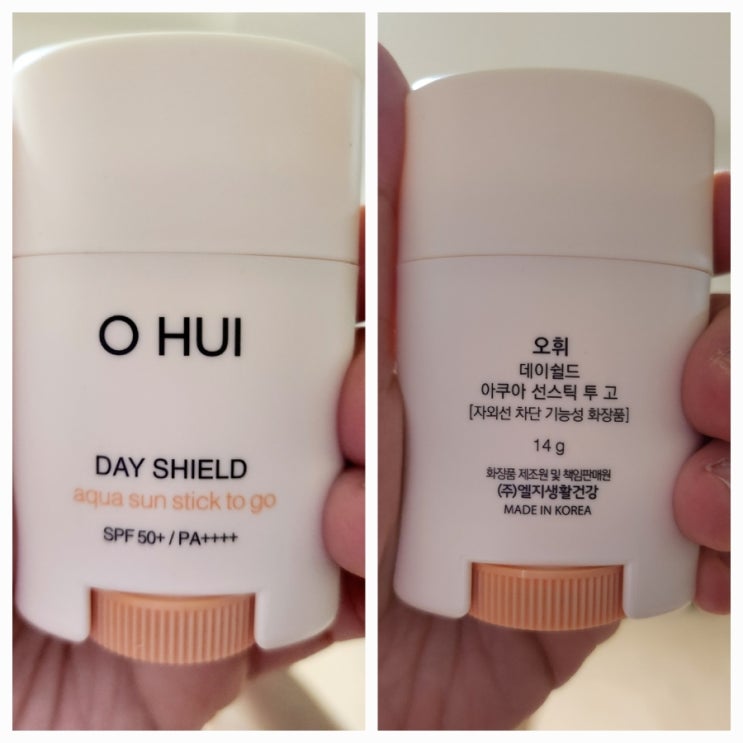 O HUI
DAY SHIELD
aqua sun stick to go
SPF 50+ / PA++++
오휘
데이쉴드
아쿠아 선스틱 투 고
[자외선 차단 기능성 화장품]
14 g
화장품 제조원 및 책임판매원
(주)엘지생활건강
MADE IN KOREA